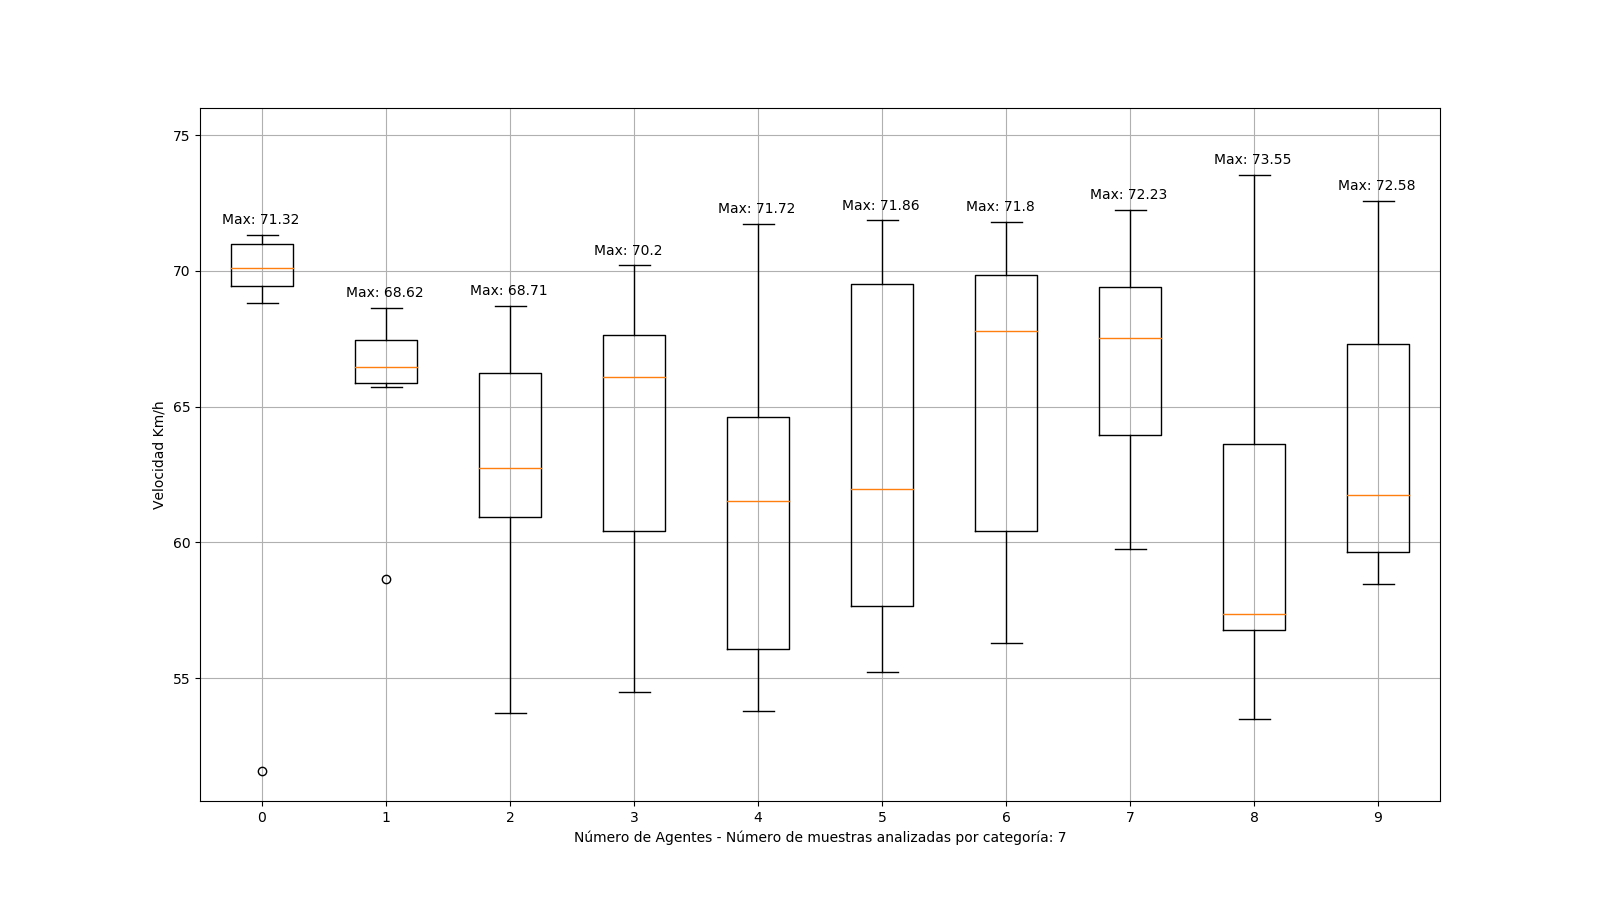 75
70
65
60
55
Velocidad Km/h
Max: 71.32
Max: 68.62
Max: 68.71
Max: 70.2
Max: 71.72
Max: 71.86
Max: 71.8
Max: 72.23
Max: 73.55
Max: 72.58
0 1 2 3 4 5 6 7 8 9
Número de Agentes - Número de muestras analizadas por categoría: 7